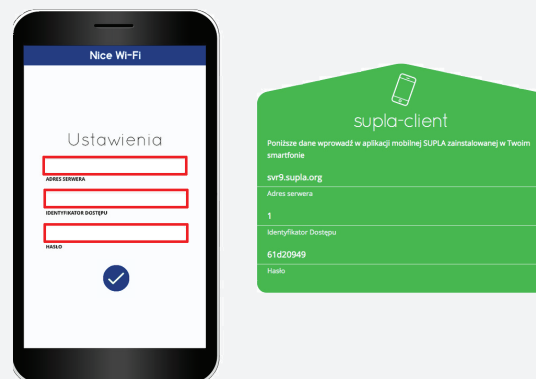 Nice Wi-Fi
Ustawienia
ADRES SERWERA
IDENTYFIKATOR DOSTĘPU
HASŁO
supla-client
Poniższe dane wprowadź w aplikacji mobilnej SUPLA zainstalowanej w Twoim
smartfonie
svr9.supla.org
Adres serwera
1
Identyfikator Dostępu
61d20949
Hasło